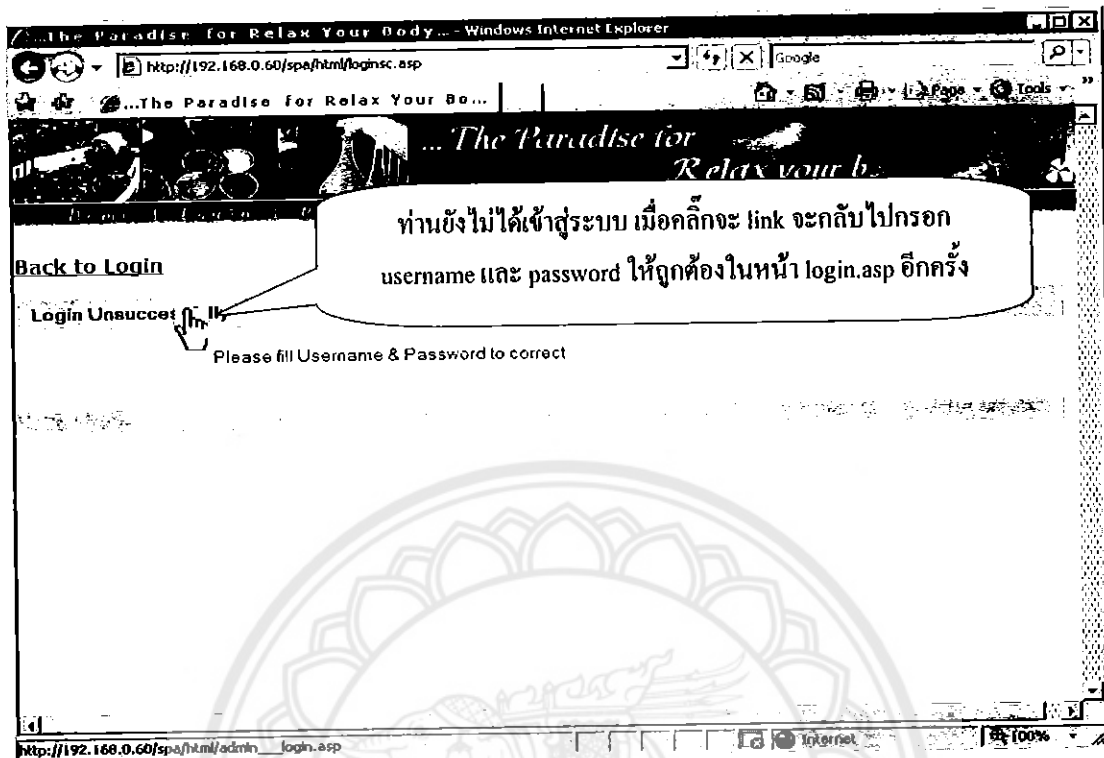 ...the Paradise for Relax Your Body... - Windows Internet Explorer
http://192.168.0.60/spa/html/loginsc.asp
Google
...The Paradise for Relax Your Bo...
Page
Tools
... The Paradise for
Relax your b
ท่านยังไม่ได้เข้าสู่ระบบ เมื่อคลิ๊กจะ link จะกลับไปกรอก
username และ password ให้ถูกต้องในหน้า login.asp อีกครั้ง
Back to Login
Login Unsucces
Please fill Username & Password to correct
http://192.168.0.60/spa/html/admin__login.asp
Internet
100%